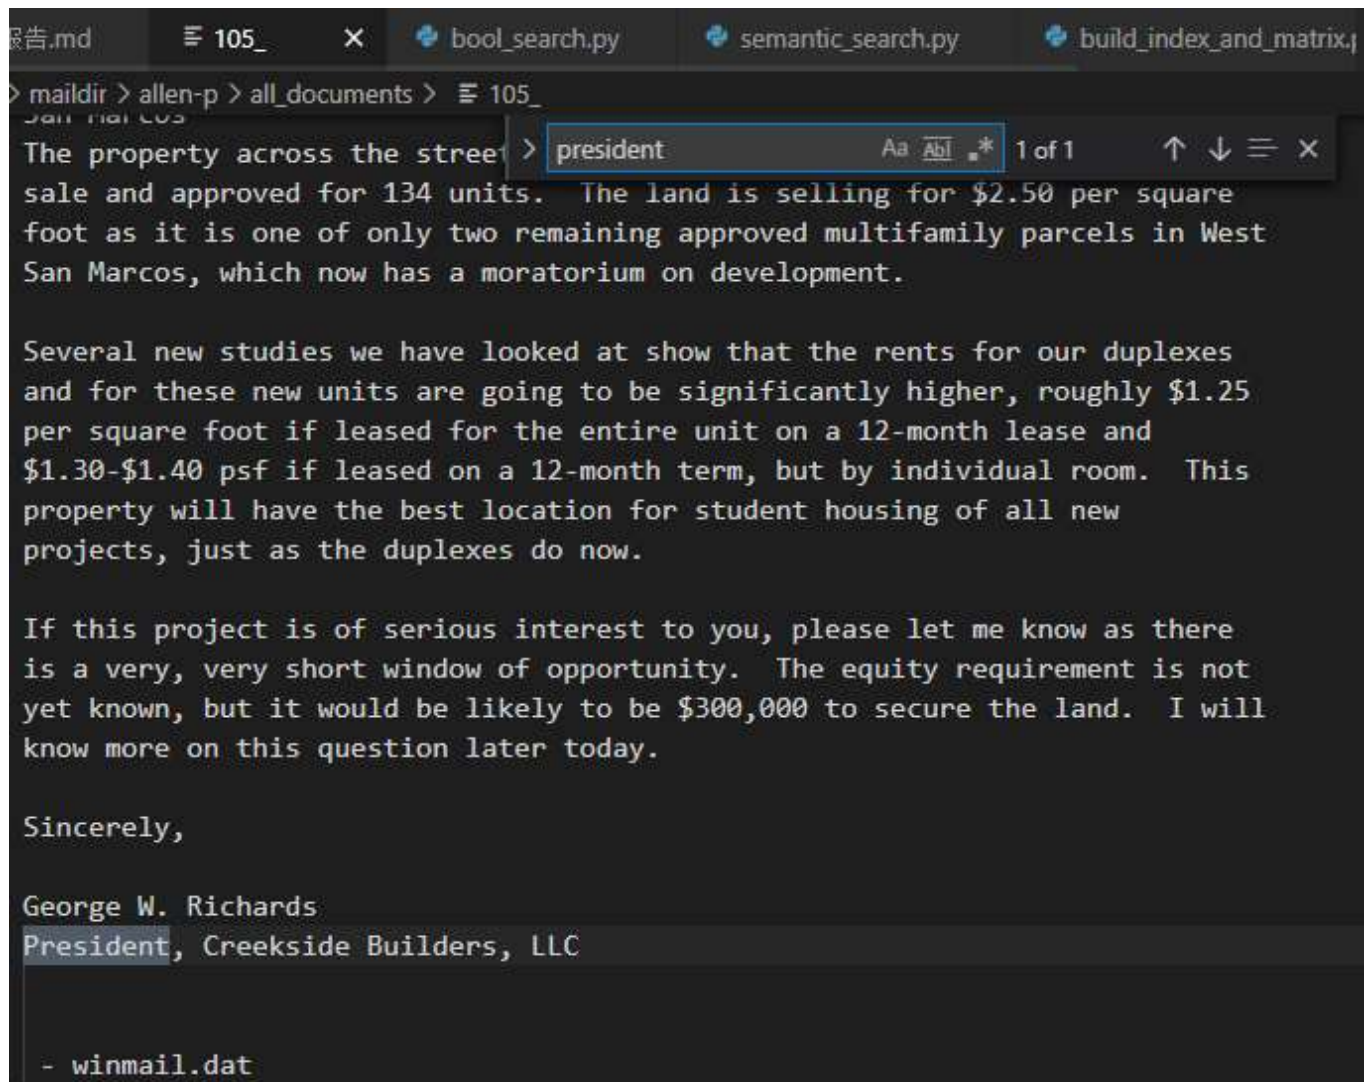 报告.md 105_ bool_search.py semantic_search.py build_index_and_matrix.
> maildir > allen-p > all_documents > 105_
San Marcos
president Aa Abl .* 1 of 1
The property across the street
sale and approved for 134 units.  The land is selling for $2.50 per square
foot as it is one of only two remaining approved multifamily parcels in West
San Marcos, which now has a moratorium on development.
Several new studies we have looked at show that the rents for our duplexes
and for these new units are going to be significantly higher, roughly $1.25
per square foot if leased for the entire unit on a 12-month lease and
$1.30-$1.40 psf if leased on a 12-month term, but by individual room.  This
property will have the best location for student housing of all new
projects, just as the duplexes do now.
If this project is of serious interest to you, please let me know as there
is a very, very short window of opportunity.  The equity requirement is not
yet known, but it would be likely to be $300,000 to secure the land.  I will
know more on this question later today.
Sincerely,
George W. Richards
President, Creekside Builders, LLC
- winmail.dat